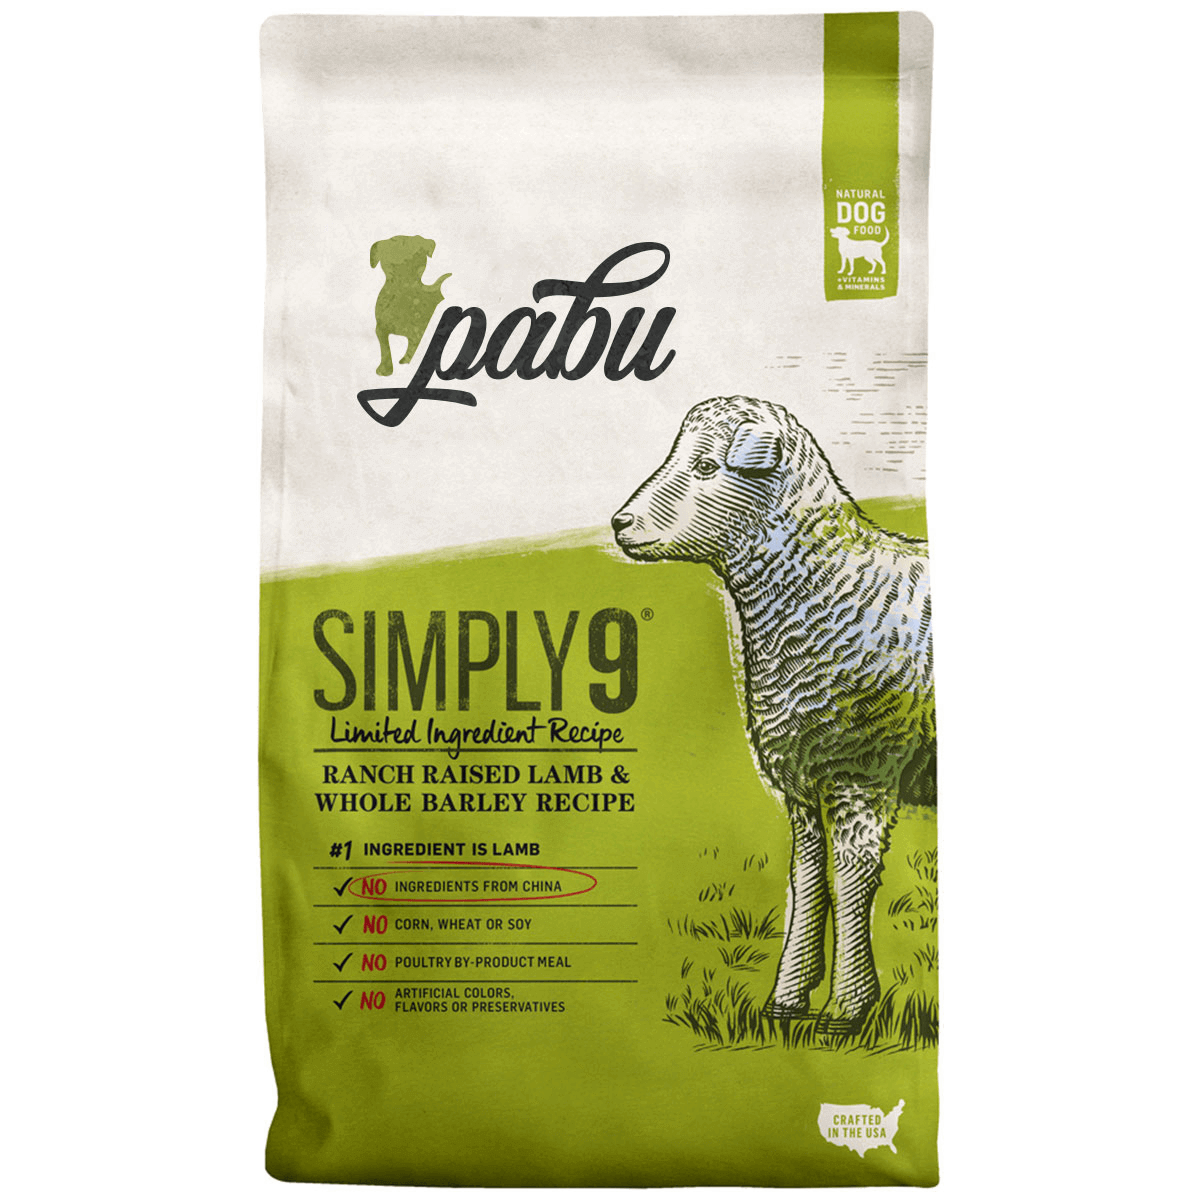 NATURAL
DOG
FOOD
+VITAMINS
& MINERALS
pabu
SIMPLY9®
Limited Ingredient Recipe
RANCH RAISED LAMB &
WHOLE BARLEY RECIPE
#1 INGREDIENT IS LAMB
✓ NO INGREDIENTS FROM CHINA
✓ NO CORN, WHEAT OR SOY
✓ NO POULTRY BY-PRODUCT MEAL
✓ NO ARTIFICIAL COLORS,
FLAVORS OR PRESERVATIVES
CRAFTED
IN THE USA